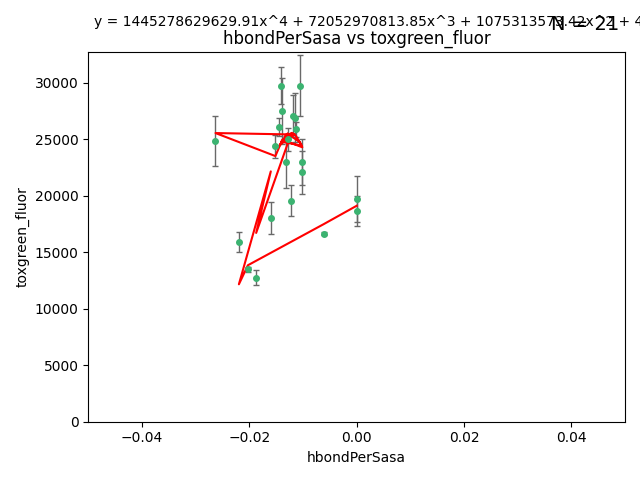 y = 1445278629629.91x^4 + 72052970813.85x^3 + 1075313573.42x^2 + 4
N = 21
hbondPerSasa vs toxgreen_fluor
30000
25000
20000
15000
10000
5000
0
toxgreen_fluor
−0.04
−0.02
0.00
0.02
0.04
hbondPerSasa